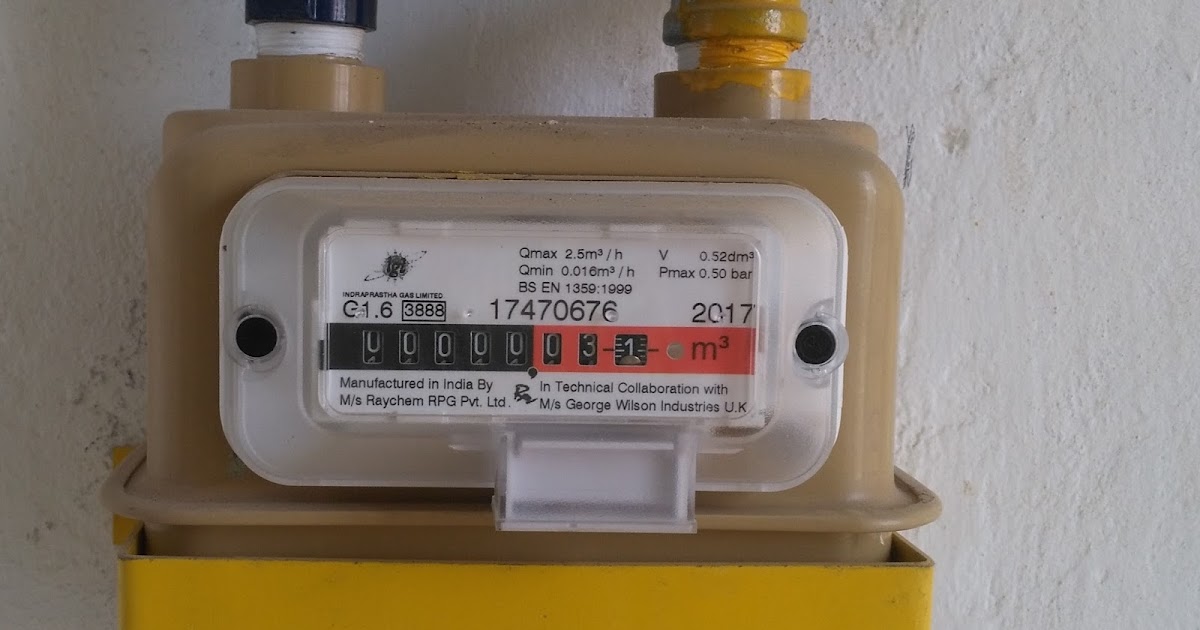 igl
INDRAPRASTHA GAS LIMITED
G1.6 3888
Qmax 2.5m³ / h V 0.52dm³
Qmin 0.016m³ / h Pmax 0.50 bar
BS EN 1359:1999
17470676 2017
0 0 0 0 0 0 3 1 m³
Manufactured in India By
M/s Raychem RPG Pvt. Ltd.
In Technical Collaboration with
M/s George Wilson Industries U.K